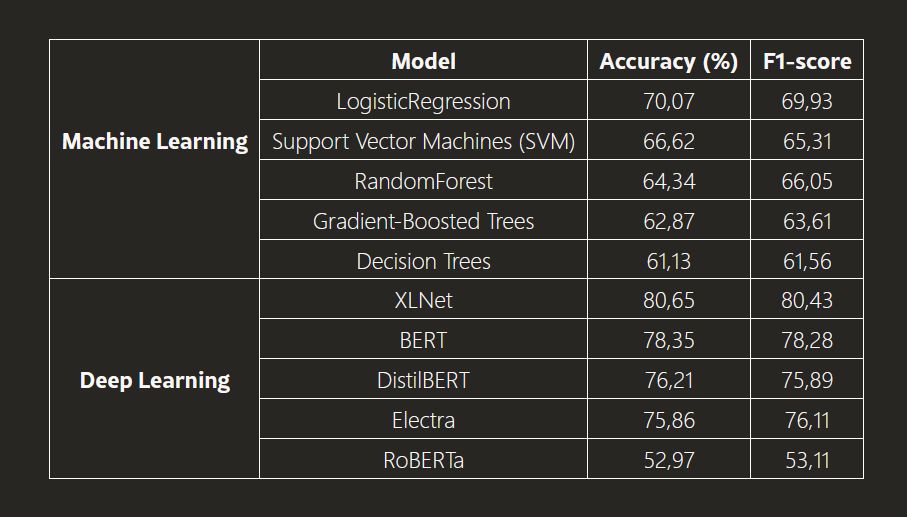 Model Accuracy (%) F1-score
LogisticRegression 70,07 69,93
Machine Learning Support Vector Machines (SVM) 66,62 65,31
RandomForest 64,34 66,05
Gradient-Boosted Trees 62,87 63,61
Decision Trees 61,13 61,56
XLNet 80,65 80,43
BERT 78,35 78,28
Deep Learning DistilBERT 76,21 75,89
Electra 75,86 76,11
RoBERTa 52,97 53,11